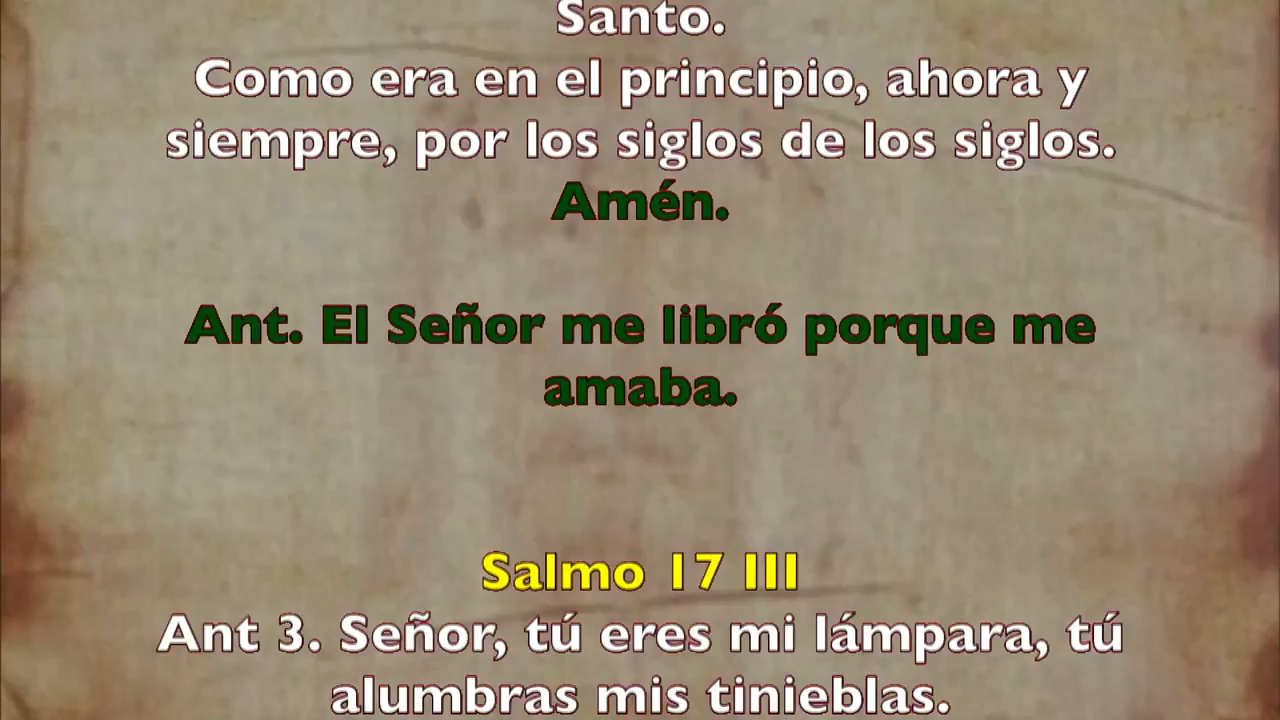 Santo.
Como era en el principio, ahora y
siempre, por los siglos de los siglos.
Amén.
Ant. El Señor me libró porque me
amaba.
Salmo 17 III
Ant 3. Señor, tú eres mi lámpara, tú
alumbras mis tinieblas.